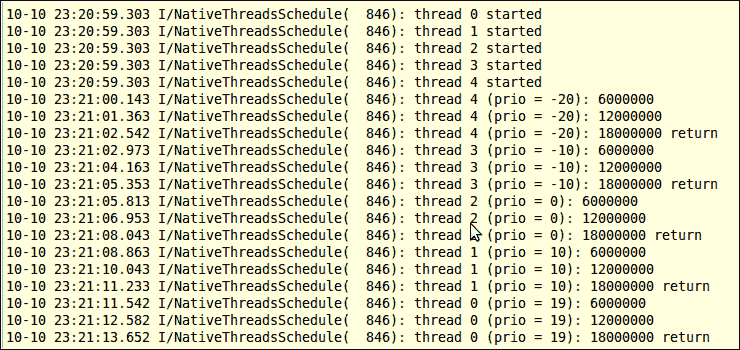 10-10 23:20:59.303 I/NativeThreadsSchedule(  846): thread 0 started
10-10 23:20:59.303 I/NativeThreadsSchedule(  846): thread 1 started
10-10 23:20:59.303 I/NativeThreadsSchedule(  846): thread 2 started
10-10 23:20:59.303 I/NativeThreadsSchedule(  846): thread 3 started
10-10 23:20:59.303 I/NativeThreadsSchedule(  846): thread 4 started
10-10 23:21:00.143 I/NativeThreadsSchedule(  846): thread 4 (prio = -20): 6000000
10-10 23:21:01.363 I/NativeThreadsSchedule(  846): thread 4 (prio = -20): 12000000
10-10 23:21:02.542 I/NativeThreadsSchedule(  846): thread 4 (prio = -20): 18000000 return
10-10 23:21:02.973 I/NativeThreadsSchedule(  846): thread 3 (prio = -10): 6000000
10-10 23:21:04.163 I/NativeThreadsSchedule(  846): thread 3 (prio = -10): 12000000
10-10 23:21:05.353 I/NativeThreadsSchedule(  846): thread 3 (prio = -10): 18000000 return
10-10 23:21:05.813 I/NativeThreadsSchedule(  846): thread 2 (prio = 0): 6000000
10-10 23:21:06.953 I/NativeThreadsSchedule(  846): thread 2 (prio = 0): 12000000
10-10 23:21:08.043 I/NativeThreadsSchedule(  846): thread 2 (prio = 0): 18000000 return
10-10 23:21:08.863 I/NativeThreadsSchedule(  846): thread 1 (prio = 10): 6000000
10-10 23:21:10.043 I/NativeThreadsSchedule(  846): thread 1 (prio = 10): 12000000
10-10 23:21:11.233 I/NativeThreadsSchedule(  846): thread 1 (prio = 10): 18000000 return
10-10 23:21:11.542 I/NativeThreadsSchedule(  846): thread 0 (prio = 19): 6000000
10-10 23:21:12.582 I/NativeThreadsSchedule(  846): thread 0 (prio = 19): 12000000
10-10 23:21:13.652 I/NativeThreadsSchedule(  846): thread 0 (prio = 19): 18000000 return